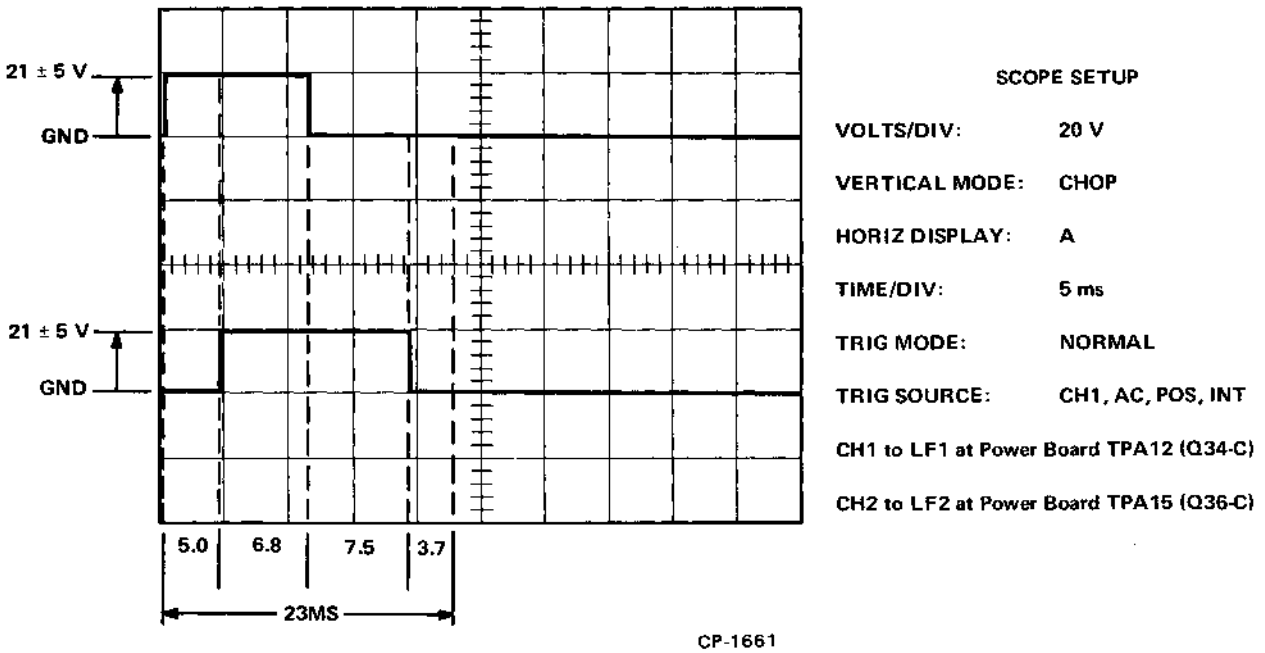 21 ± 5 V
GND
21 ± 5 V
GND
5.0 6.8 7.5 3.7
23MS
SCOPE SETUP
VOLTS/DIV: 20 V
VERTICAL MODE: CHOP
HORIZ DISPLAY: A
TIME/DIV: 5 ms
TRIG MODE: NORMAL
TRIG SOURCE: CH1, AC, POS, INT
CH1 to LF1 at Power Board TPA12 (Q34-C)
CH2 to LF2 at Power Board TPA15 (Q36-C)
CP-1661